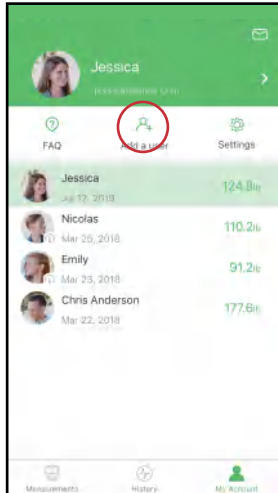 Jessica
FAQ
Add a user
Settings
Jessica
124.8lb
Jul 12, 2018
Nicolas
110.2lb
Mar 25, 2018
Emily
91.2lb
Mar 23, 2018
Chris Anderson
177.6lb
Mar 22, 2018
Measurements
History
My Account